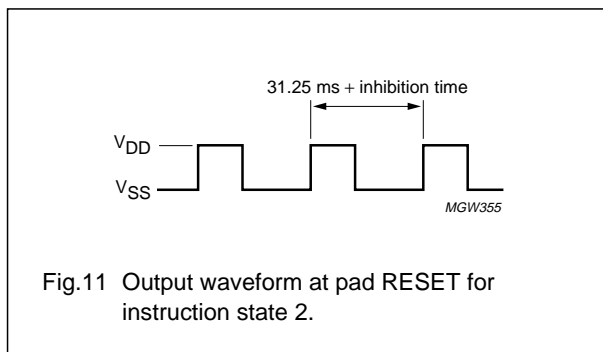 31.25 ms + inhibition time
VDD
VSS
MGW355
Fig.11 Output waveform at pad RESET for
instruction state 2.